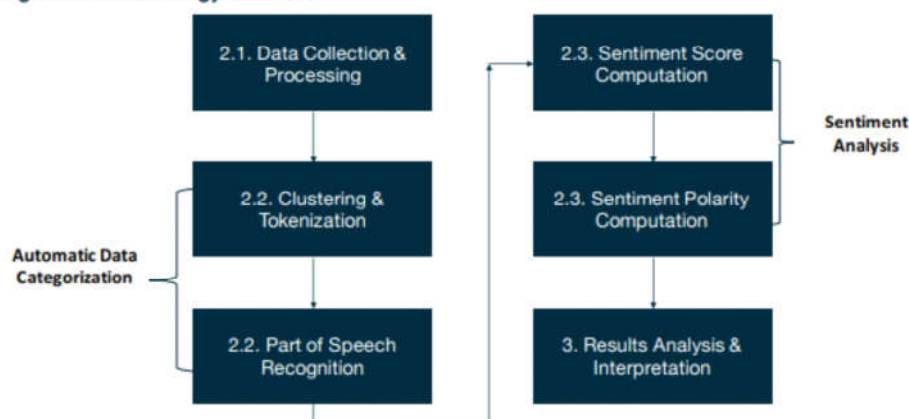 2.1. Data Collection &
Processing
2.2. Clustering &
Tokenization
Automatic Data
Categorization
2.2. Part of Speech
Recognition
2.3. Sentiment Score
Computation
Sentiment
Analysis
2.3. Sentiment Polarity
Computation
3. Results Analysis &
Interpretation